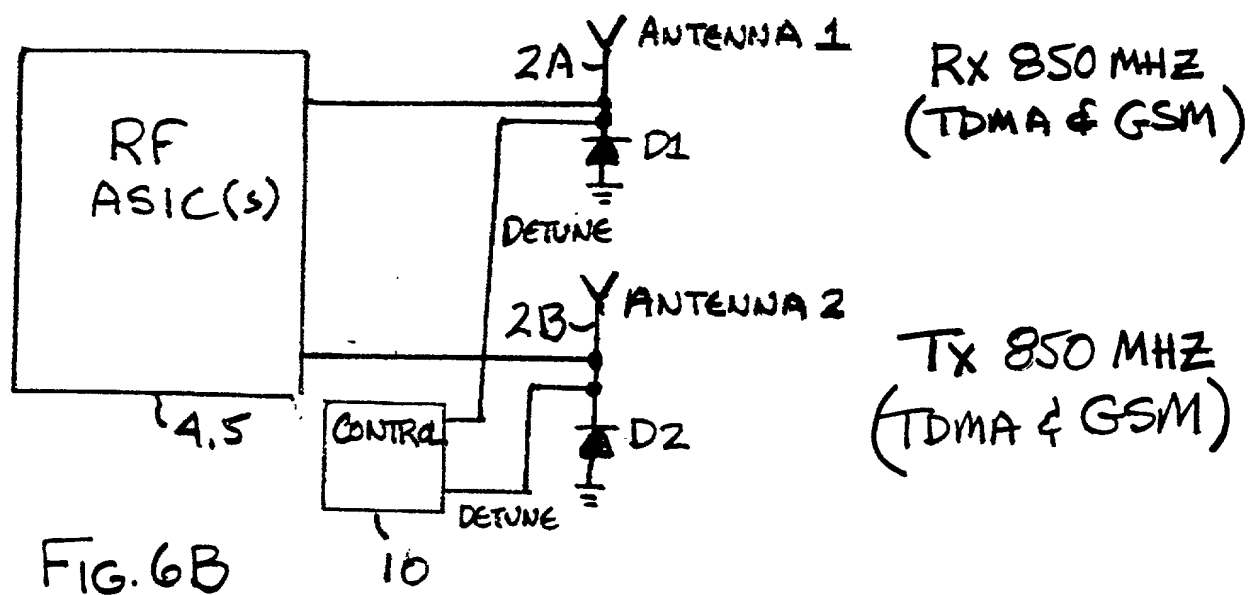 ANTENNA 1
2A
RX 850 MHZ
(TDMA & GSM)
RF
ASIC(s)
D1
DETUNE
ANTENNA 2
2B
TX 850 MHZ
(TDMA & GSM)
4,5
CONTROL
D2
DETUNE
10
FIG. 6B